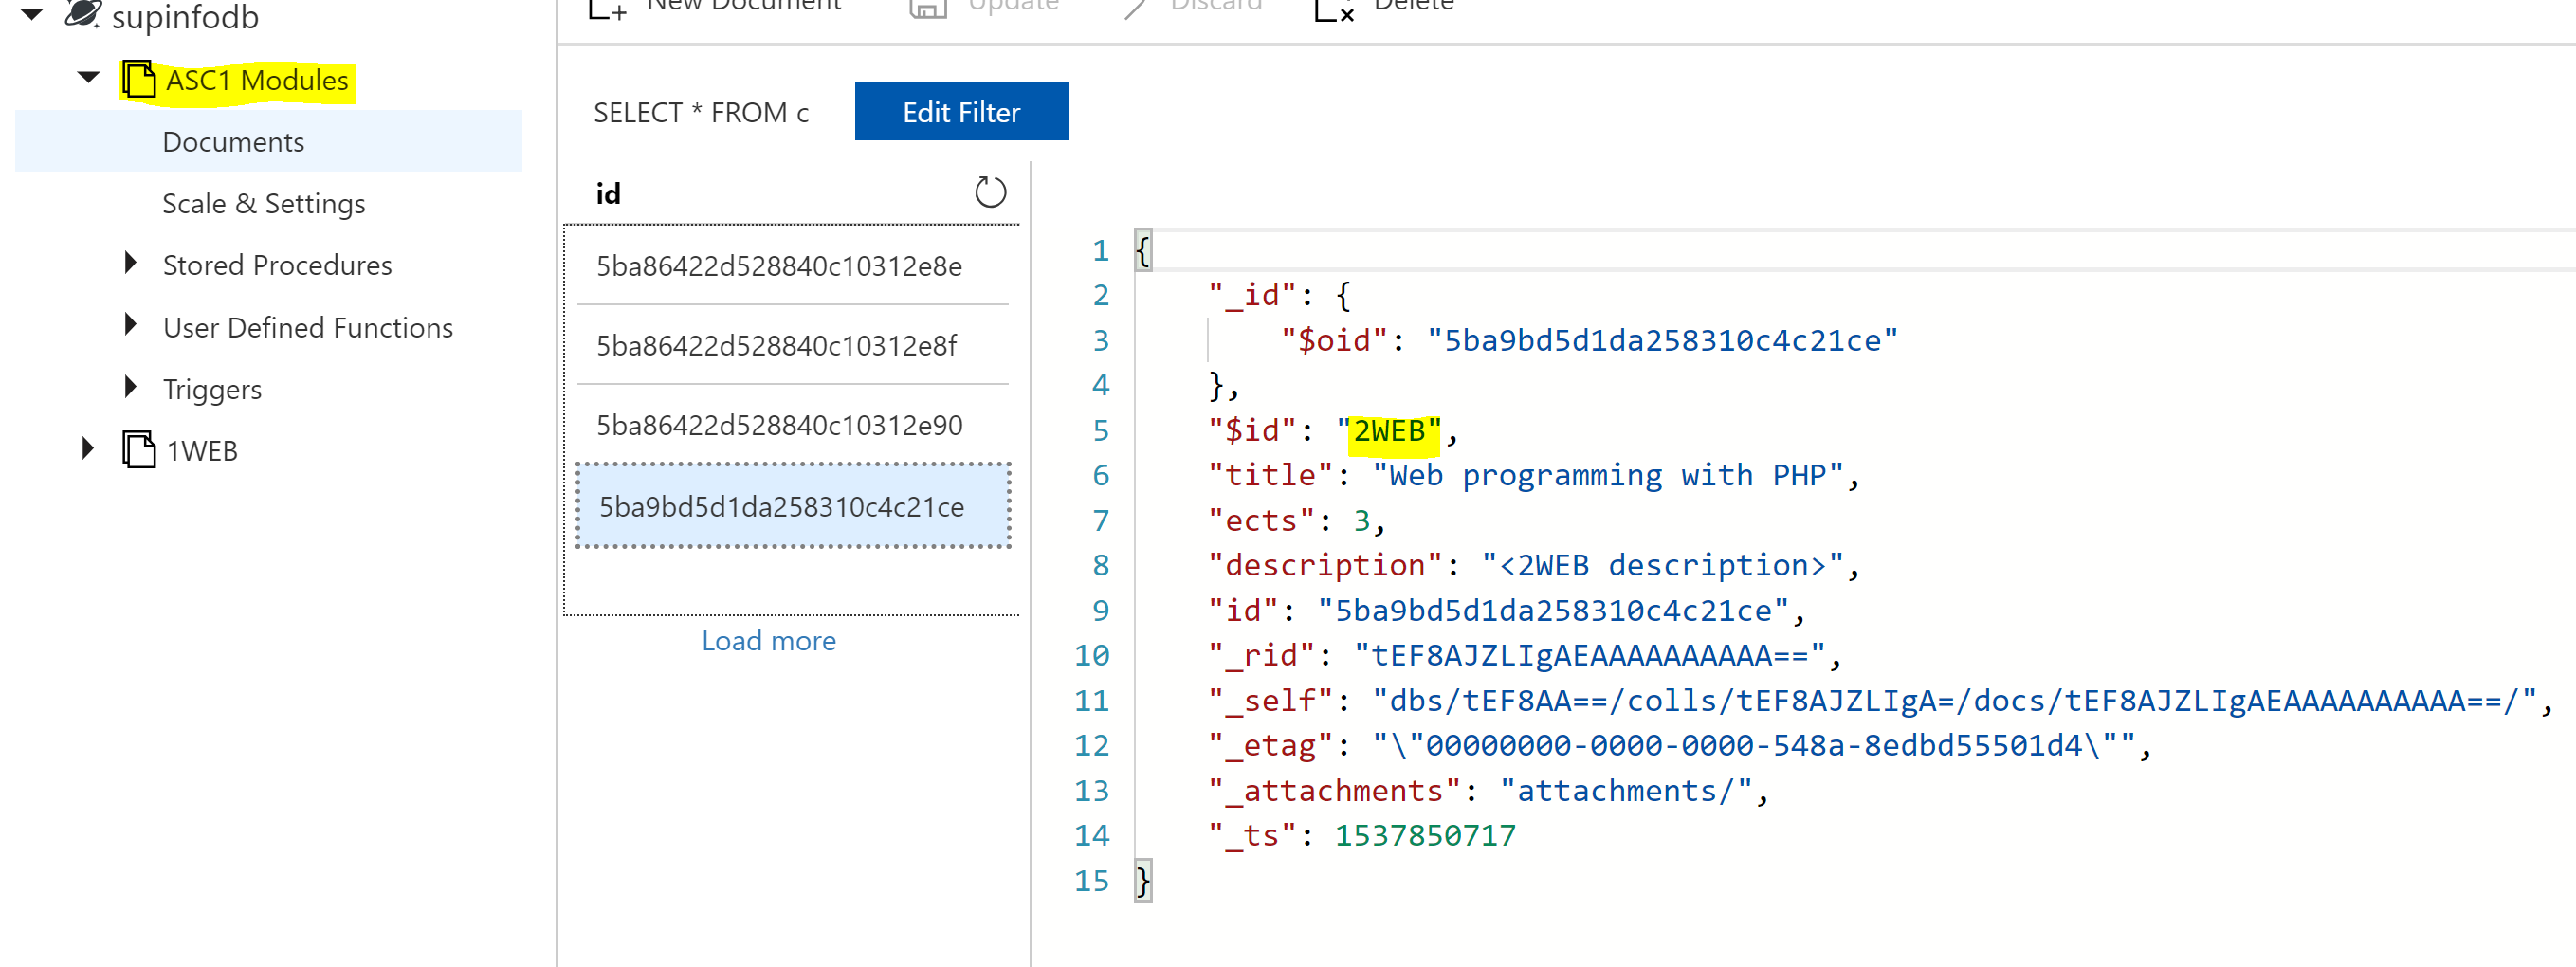 supinfodb
ASC1 Modules
Documents
Scale & Settings
Stored Procedures
User Defined Functions
Triggers
1WEB
New Document Update Discard Delete
SELECT * FROM c Edit Filter
id
5ba86422d528840c10312e8e
5ba86422d528840c10312e8f
5ba86422d528840c10312e90
5ba9bd5d1da258310c4c21ce
Load more
1 {
2 "_id": {
3 "$oid": "5ba9bd5d1da258310c4c21ce"
4 },
5 "$id": "2WEB",
6 "title": "Web programming with PHP",
7 "ects": 3,
8 "description": "<2WEB description>",
9 "id": "5ba9bd5d1da258310c4c21ce",
10 "_rid": "tEF8AJZLIgAEAAAAAAAAAA==",
11 "_self": "dbs/tEF8AA==/colls/tEF8AJZLIgA=/docs/tEF8AJZLIgAEAAAAAAAAAA==/",
12 "_etag": "\"00000000-0000-0000-548a-8edbd55501d4\"",
13 "_attachments": "attachments/",
14 "_ts": 1537850717
15 }